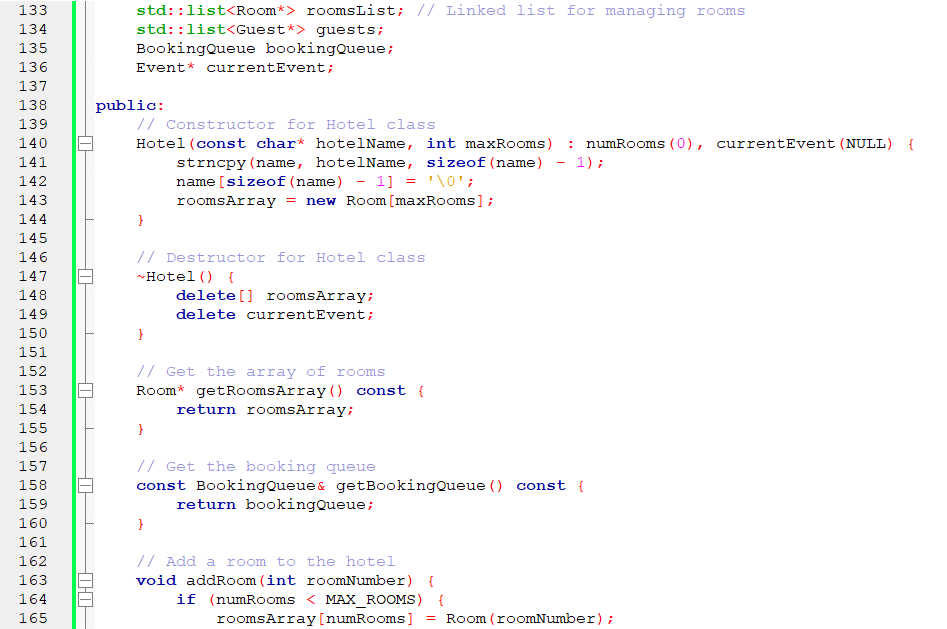 133 std::list<Room*> roomsList; // Linked list for managing rooms
134 std::list<Guest*> guests;
135 BookingQueue bookingQueue;
136 Event* currentEvent;
137
138 public:
139 // Constructor for Hotel class
140 Hotel(const char* hotelName, int maxRooms) : numRooms(0), currentEvent(NULL) {
141 strncpy(name, hotelName, sizeof(name) - 1);
142 name[sizeof(name) - 1] = '\0';
143 roomsArray = new Room[maxRooms];
144 }
145
146 // Destructor for Hotel class
147 ~Hotel() {
148 delete[] roomsArray;
149 delete currentEvent;
150 }
151
152 // Get the array of rooms
153 Room* getRoomsArray() const {
154 return roomsArray;
155 }
156
157 // Get the booking queue
158 const BookingQueue& getBookingQueue() const {
159 return bookingQueue;
160 }
161
162 // Add a room to the hotel
163 void addRoom(int roomNumber) {
164 if (numRooms < MAX_ROOMS) {
165 roomsArray[numRooms] = Room(roomNumber);